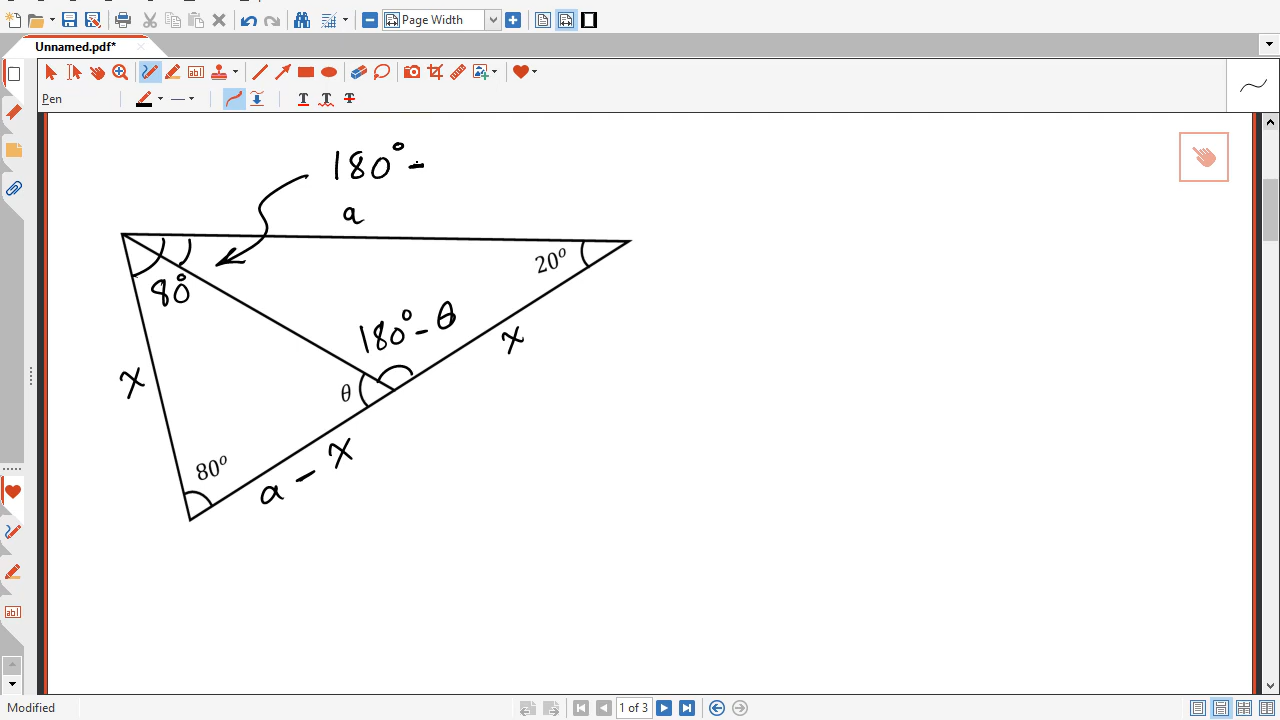 Page Width
Unnamed.pdf*
Pen
180° -
a
20°
80°
180° - θ
x
x
θ
80°
a - x
Modified
1 of 3